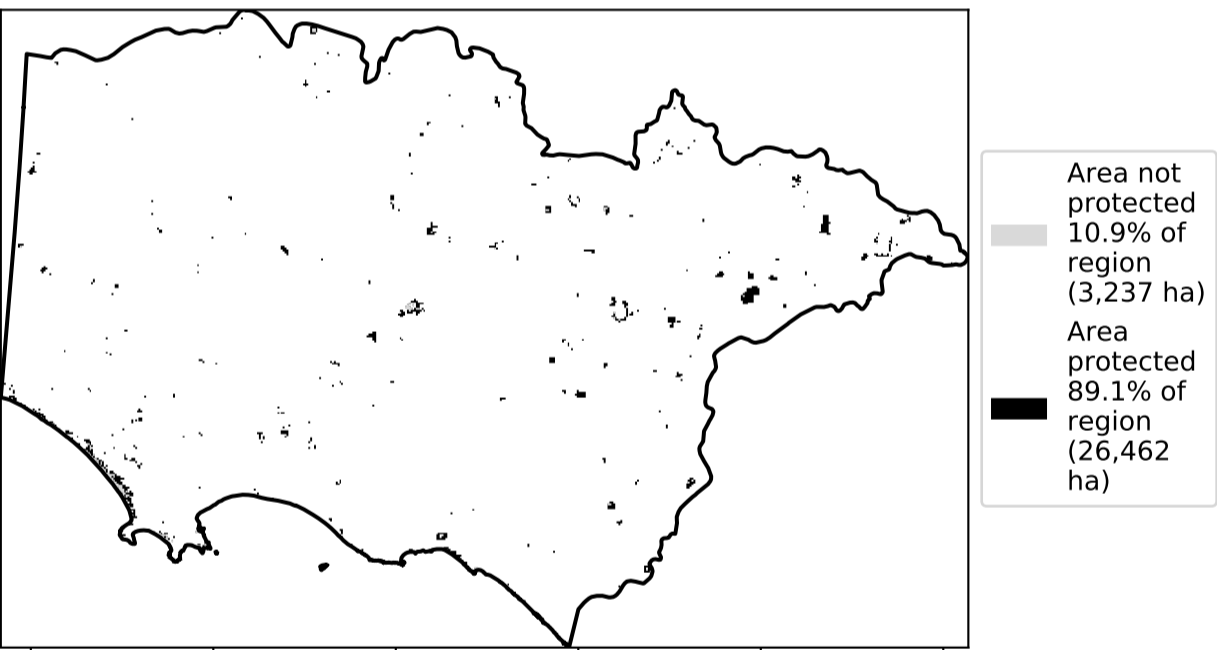 Area not
protected
10.9% of
region
(3,237 ha)
Area
protected
89.1% of
region
(26,462
ha)